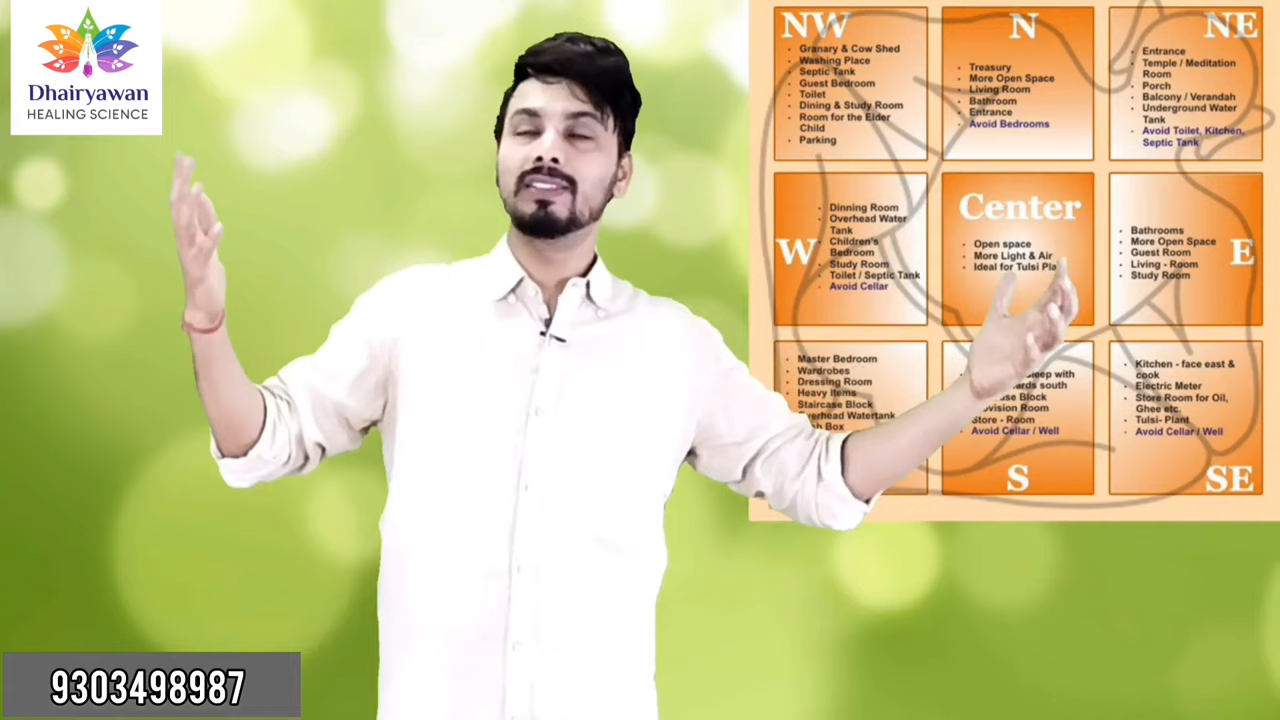 Dhairyawan
HEALING SCIENCE
NW
Granary & Cow Shed
Washing Place
Septic Tank
Guest Bedroom
Toilet
Dining & Study Room
Room for the Elder
Child
Parking
N
Treasury
More Open Space
Living Room
Bathroom
Entrance
Avoid Bedrooms
NE
Entrance
Temple / Meditation
Room
Porch
Balcony / Verandah
Underground Water
Tank
Avoid Toilet, Kitchen,
Septic Tank
W
Dinning Room
Overhead Water
Tank
Children's
Bedroom
Study Room
Toilet / Septic Tank
Avoid Cellar
Center
Open space
More Light & Air
Ideal for Tulsi
E
Bathrooms
More Open Space
Guest Room
Living - Room
Study Room
Master Bedroom
Wardrobes
Dressing Room
Heavy items
Staircase Block
Watertank
Box
with
south
Block
Room
Store - Room
Avoid Cellar / Well
S
Kitchen - face east &
cook
Electric Meter
Store Room for Oil,
Ghee etc.
Tulsi- Plant
Avoid Cellar / Well
SE
9303498987